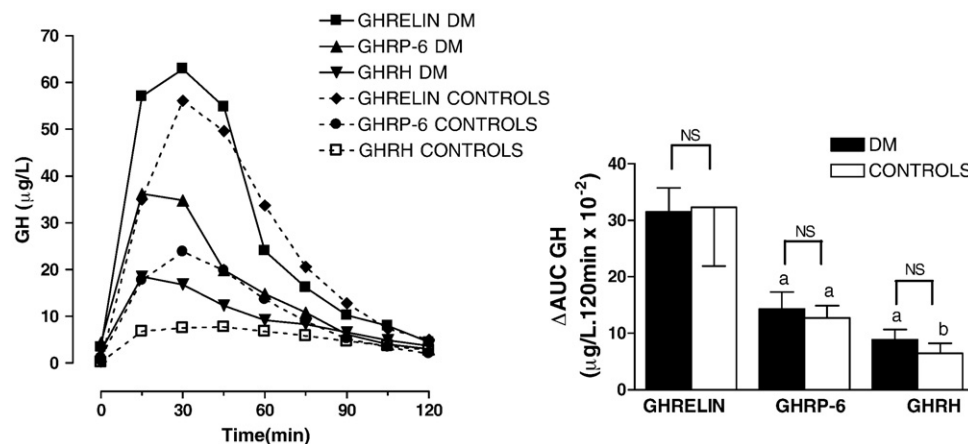 GHRELIN DM
GHRP-6 DM
GHRH DM
GHRELIN CONTROLS
GHRP-6 CONTROLS
GHRH CONTROLS
70
60
50
40
30
20
10
0
GH (μg/L)
0 30 60 90 120
Time(min)
DM
CONTROLS
NS
NS
NS
40
30
20
10
0
Δ AUC GH
(μg/L.120min x 10-2)
a a
a b
GHRELIN GHRP-6 GHRH